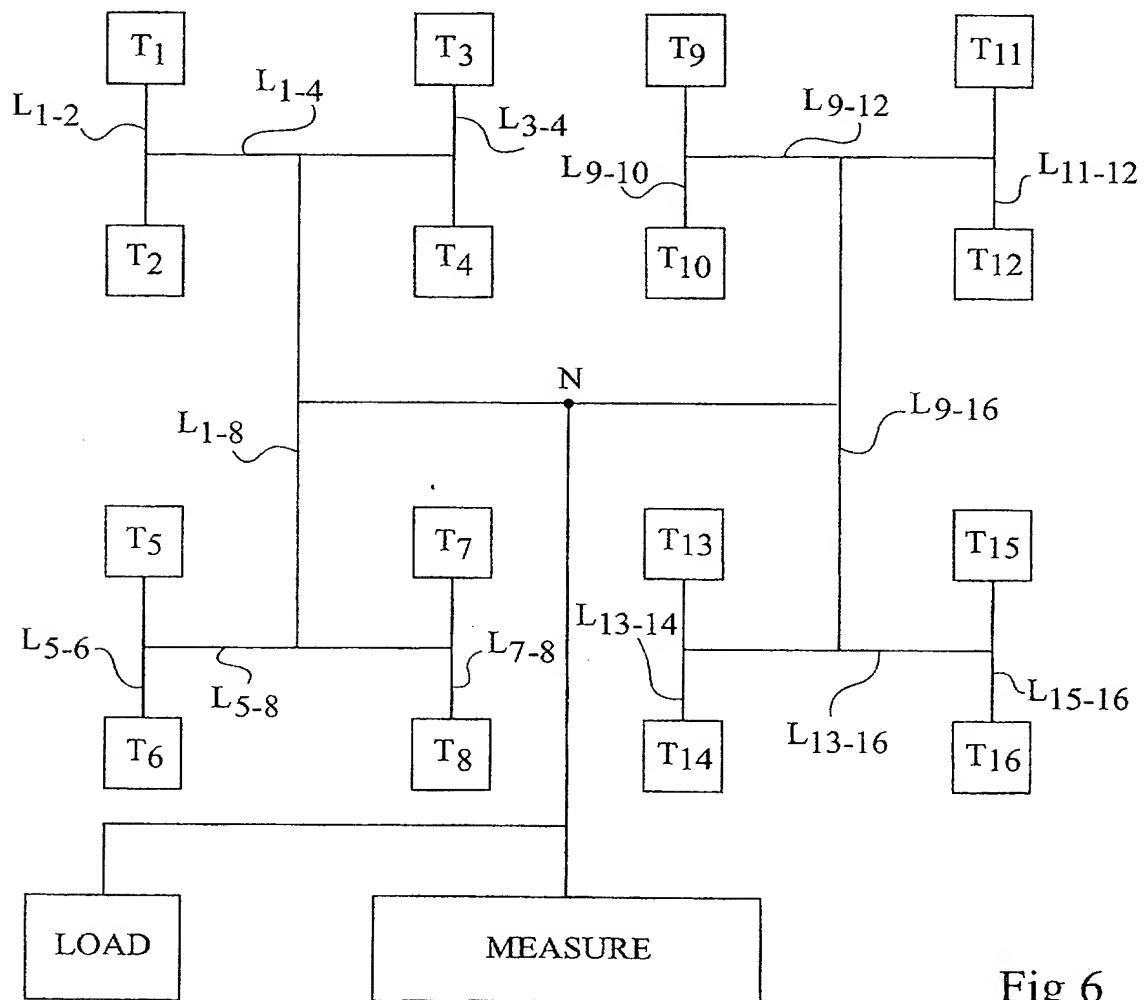 T1
T3
T9
T11
L1-2
L1-4
L3-4
L9-12
L9-10
L11-12
T2
T4
T10
T12
N
L1-8
L9-16
T5
T7
T13
T15
L5-6
L5-8
L7-8
L13-14
L13-16
L15-16
T6
T8
T14
T16
LOAD
MEASURE
Fig 6